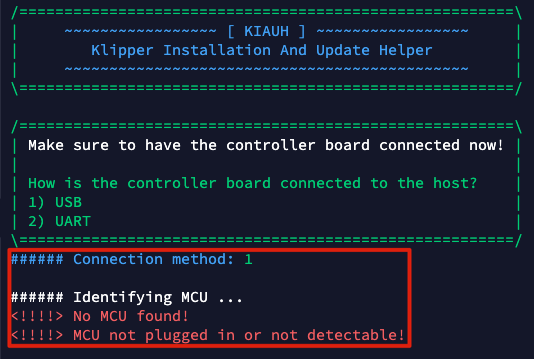 /=======================================================\
| ~~~~~~~~~~~~~~~~~ [ KIAUH ] ~~~~~~~~~~~~~~~~~ |
| Klipper Installation And Update Helper |
| ~~~~~~~~~~~~~~~~~~~~~~~~~~~~~~~~~~~~~~~~~~~~~ |
\=======================================================/
/=======================================================\
| Make sure to have the controller board connected now! |
| |
| How is the controller board connected to the host? |
| 1) USB |
| 2) UART |
\=======================================================/
###### Connection method: 1
###### Identifying MCU ...
<!!!!> No MCU found!
<!!!!> MCU not plugged in or not detectable!